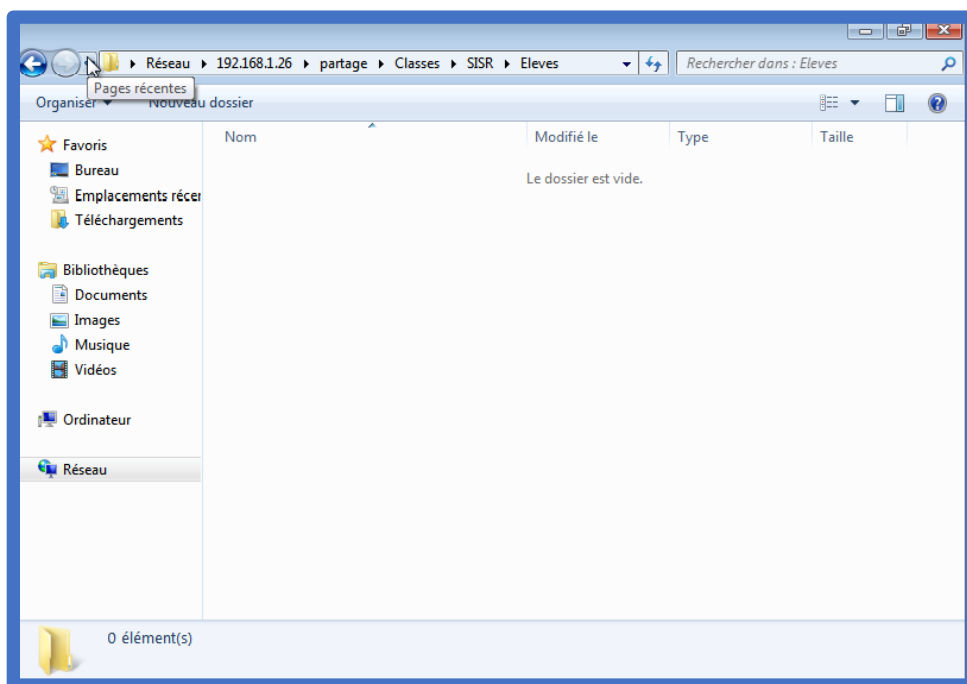 Réseau 192.168.1.26 partage Classes SISR Eleves Rechercher dans : Eleves
Pages récentes
Organiser Nouveau dossier
Nom Modifié le Type Taille
Le dossier est vide.
Favoris
Bureau
Emplacements récer
Téléchargements
Bibliothèques
Documents
Images
Musique
Vidéos
Ordinateur
Réseau
0 élément(s)